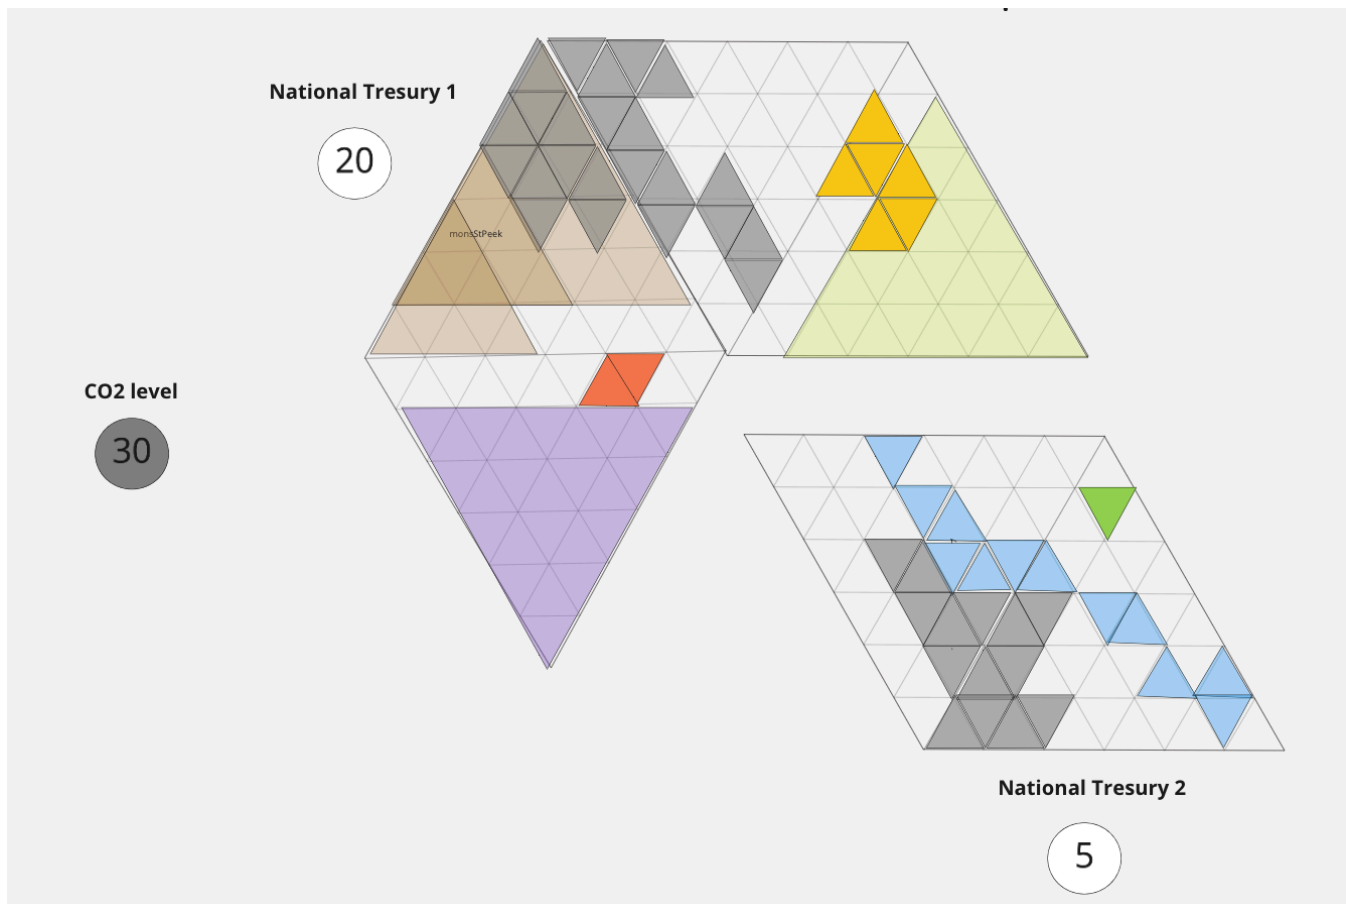 National Tresury 1
20
monsStPeek
CO2 level
30
National Tresury 2
5